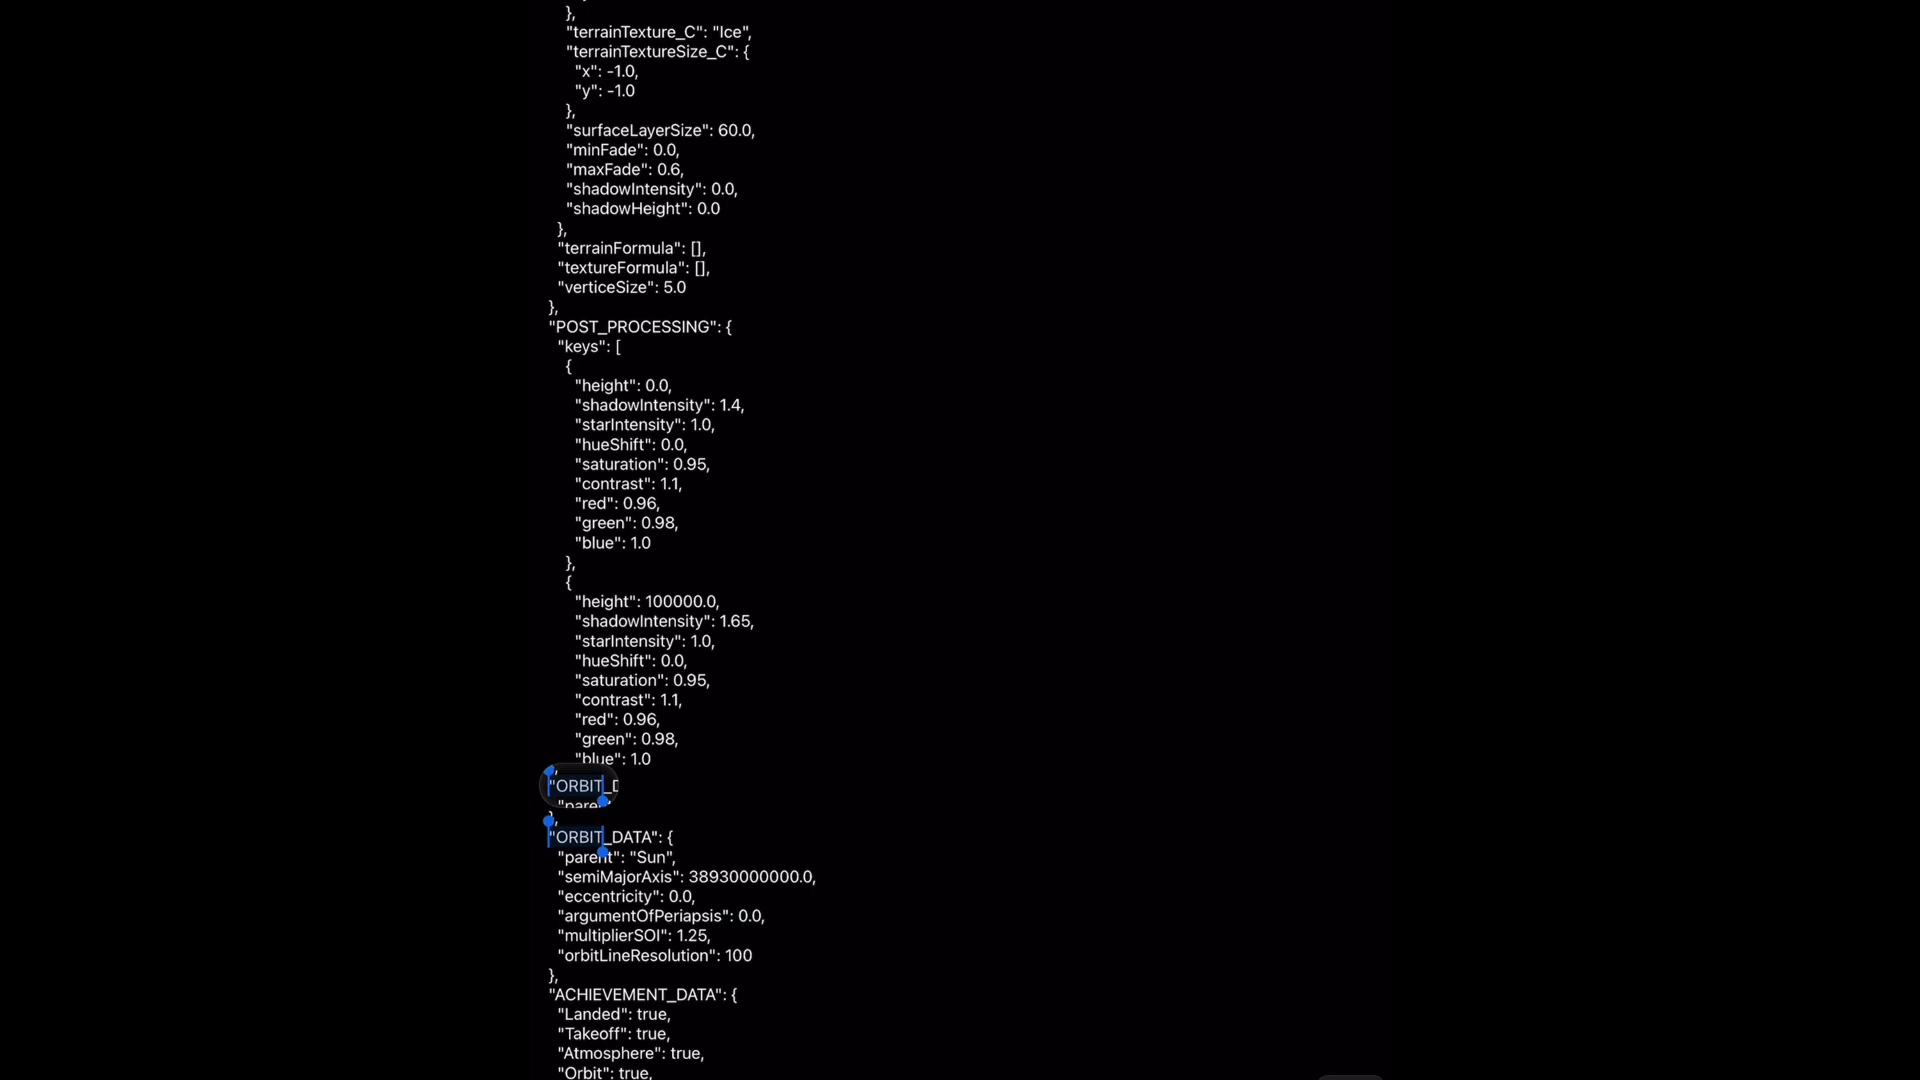 },
"terrainTexture_C": "Ice",
"terrainTextureSize_C": {
"x": -1.0,
"y": -1.0
},
"surfaceLayerSize": 60.0,
"minFade": 0.0,
"maxFade": 0.6,
"shadowIntensity": 0.0,
"shadowHeight": 0.0
},
"terrainFormula": [],
"textureFormula": [],
"verticeSize": 5.0
},
"POST_PROCESSING": {
"keys": [
{
"height": 0.0,
"shadowIntensity": 1.4,
"starIntensity": 1.0,
"hueShift": 0.0,
"saturation": 0.95,
"contrast": 1.1,
"red": 0.96,
"green": 0.98,
"blue": 1.0
},
{
"height": 100000.0,
"shadowIntensity": 1.65,
"starIntensity": 1.0,
"hueShift": 0.0,
"saturation": 0.95,
"contrast": 1.1,
"red": 0.96,
"green": 0.98,
"blue": 1.0
"ORBIT_D
"paren
},
"ORBIT_DATA": {
"parent": "Sun",
"semiMajorAxis": 38930000000.0,
"eccentricity": 0.0,
"argumentOfPeriapsis": 0.0,
"multiplierSOI": 1.25,
"orbitLineResolution": 100
},
"ACHIEVEMENT_DATA": {
"Landed": true,
"Takeoff": true,
"Atmosphere": true,
"Orbit": true,